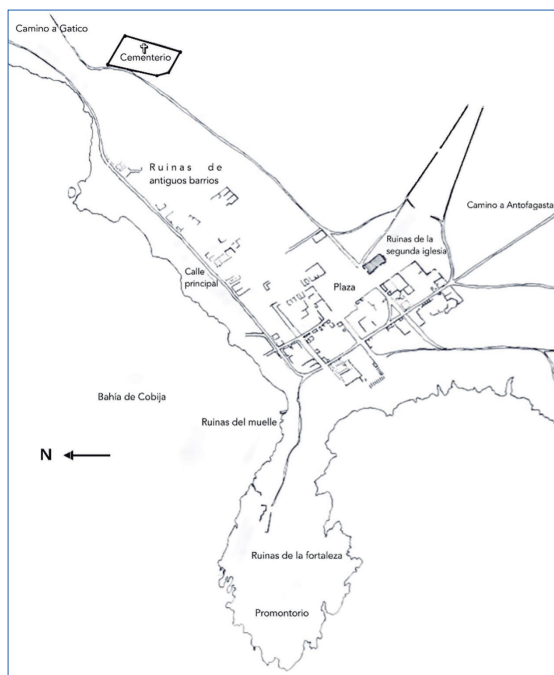 Camino a Gatico
Cementerio
Ruinas de
antiguos barrios
Camino a Antofagasta
Ruinas de la
segunda iglesia
Calle
principal
Plaza
Bahía de Cobija
Ruinas del muelle
N
Ruinas de la fortaleza
Promontorio